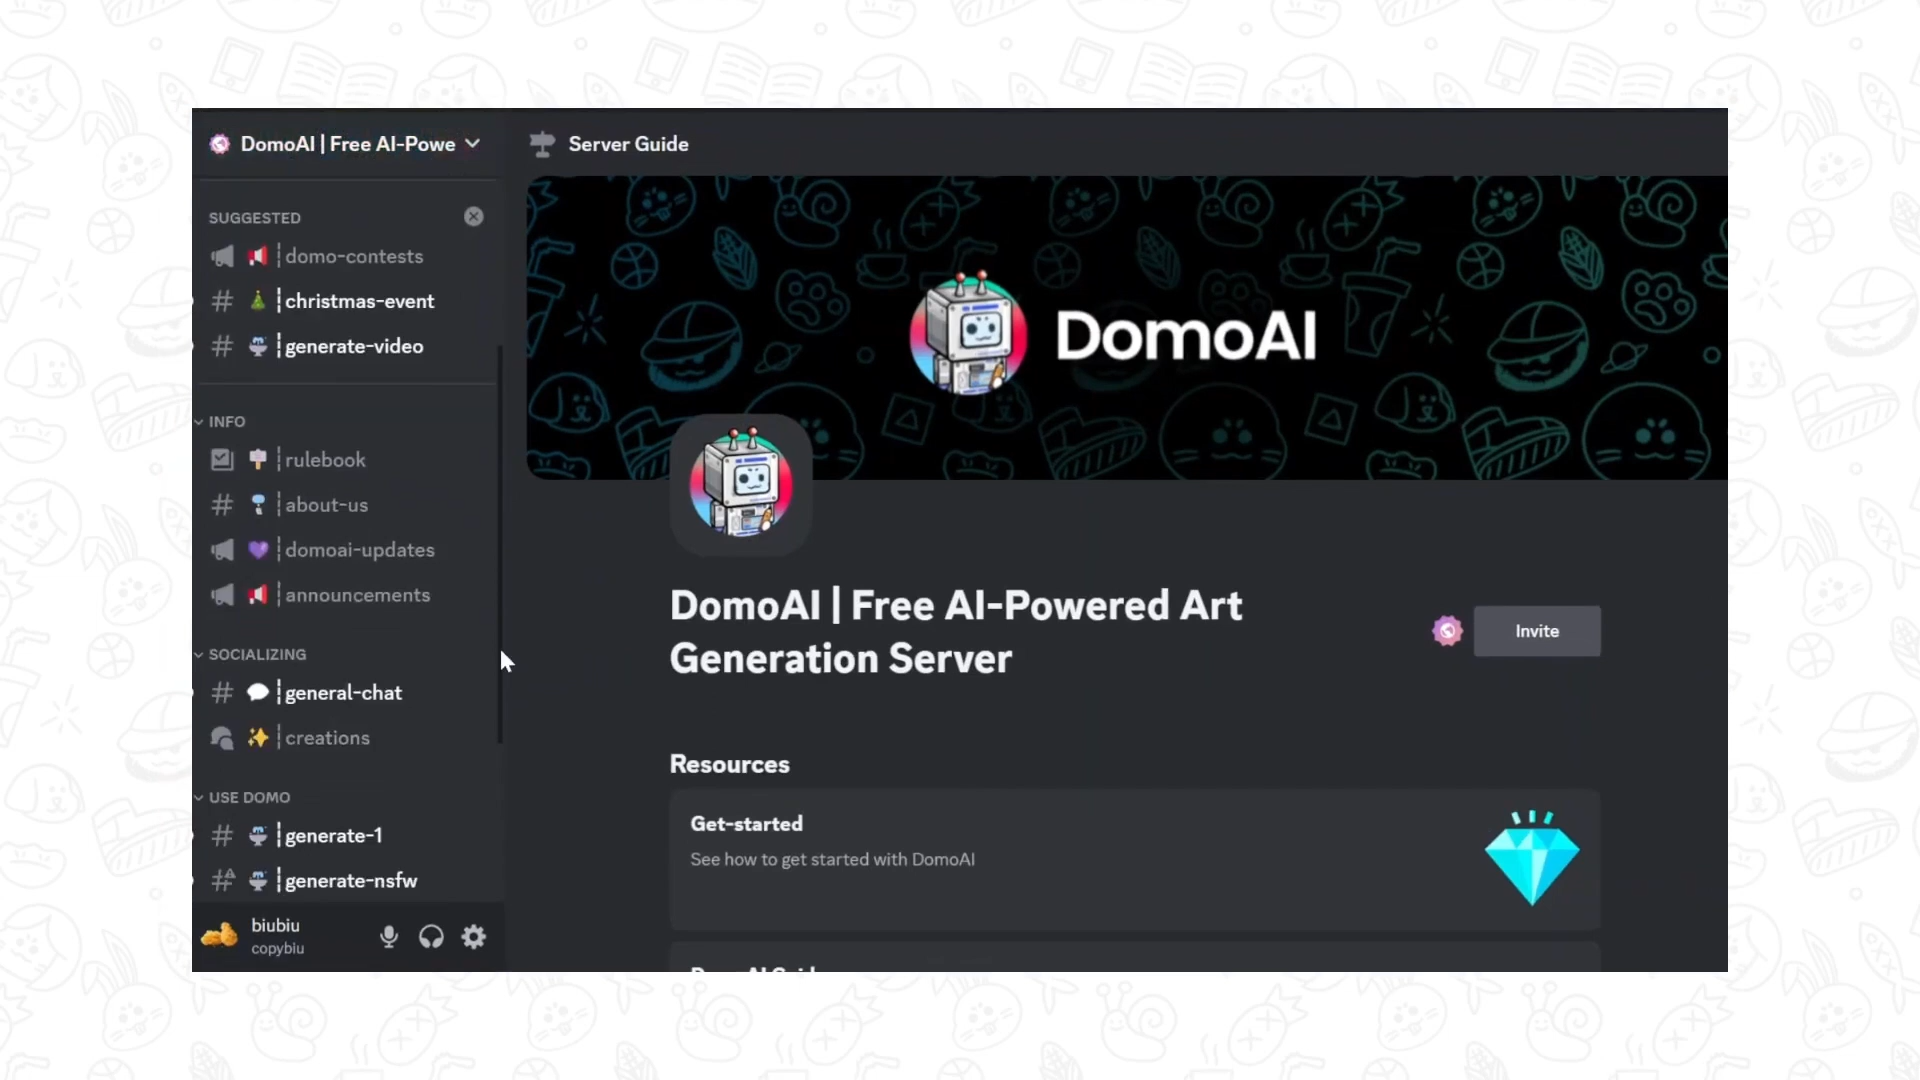 DomoAI | Free AI-Powe
Server Guide
SUGGESTED
domo-contests
christmas-event
generate-video
INFO
rulebook
about-us
domoai-updates
announcements
SOCIALIZING
general-chat
creations
USE DOMO
generate-1
generate-nsfw
biubiu
copybiu
DomoAI
DomoAI | Free AI-Powered Art
Generation Server
Invite
Resources
Get-started
See how to get started with DomoAI